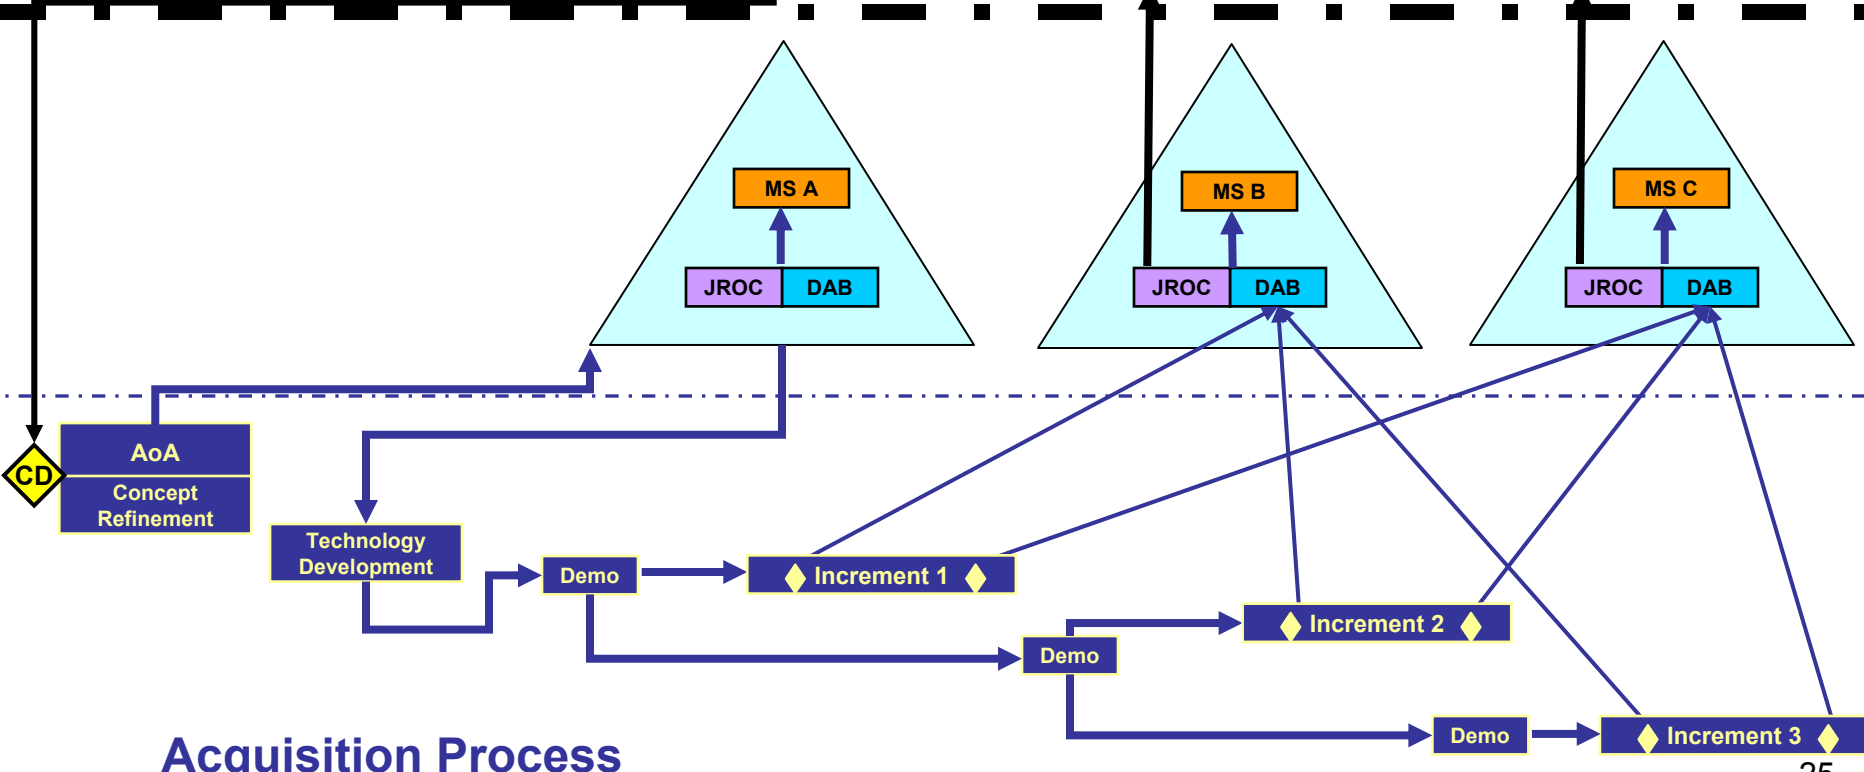 MS A
MS B
MS C
JROC DAB
JROC DAB
JROC DAB
CD
AoA
Concept
Refinement
Technology
Development
Demo
Increment 1
Increment 2
Demo
Demo
Increment 3
Acquisition Process
25